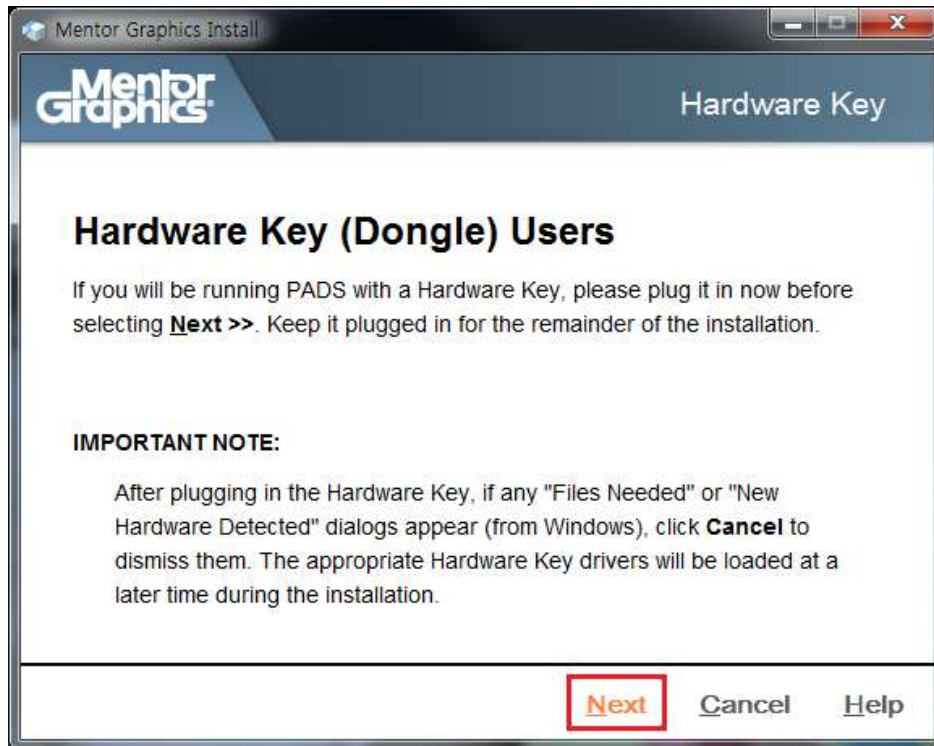 Mentor Graphics Install
Mentor
Graphics
Hardware Key
Hardware Key (Dongle) Users
If you will be running PADS with a Hardware Key, please plug it in now before
selecting Next >>. Keep it plugged in for the remainder of the installation.
IMPORTANT NOTE:
After plugging in the Hardware Key, if any "Files Needed" or "New
Hardware Detected" dialogs appear (from Windows), click Cancel to
dismiss them. The appropriate Hardware Key drivers will be loaded at a
later time during the installation.
Next Cancel Help